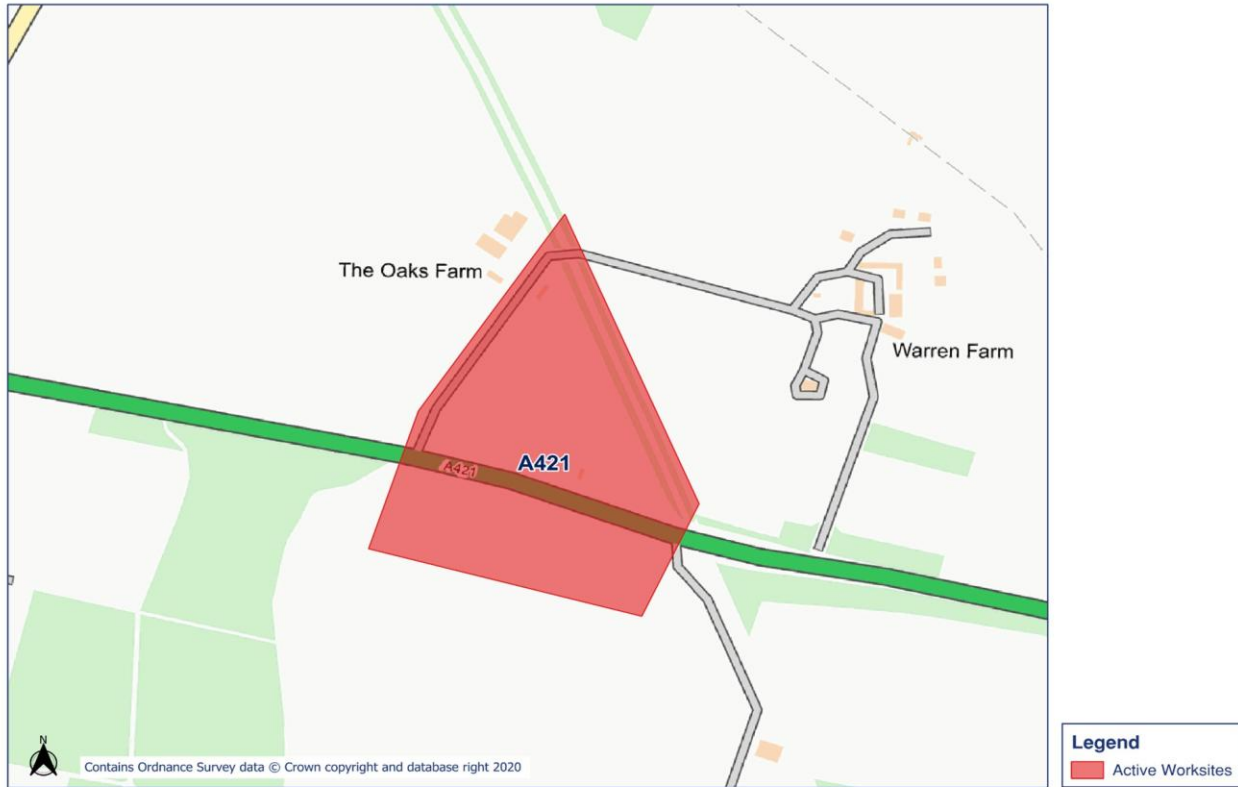 The Oaks Farm
Warren Farm
A421
A421
N
Contains Ordnance Survey data © Crown copyright and database right 2020
Legend
Active Worksites